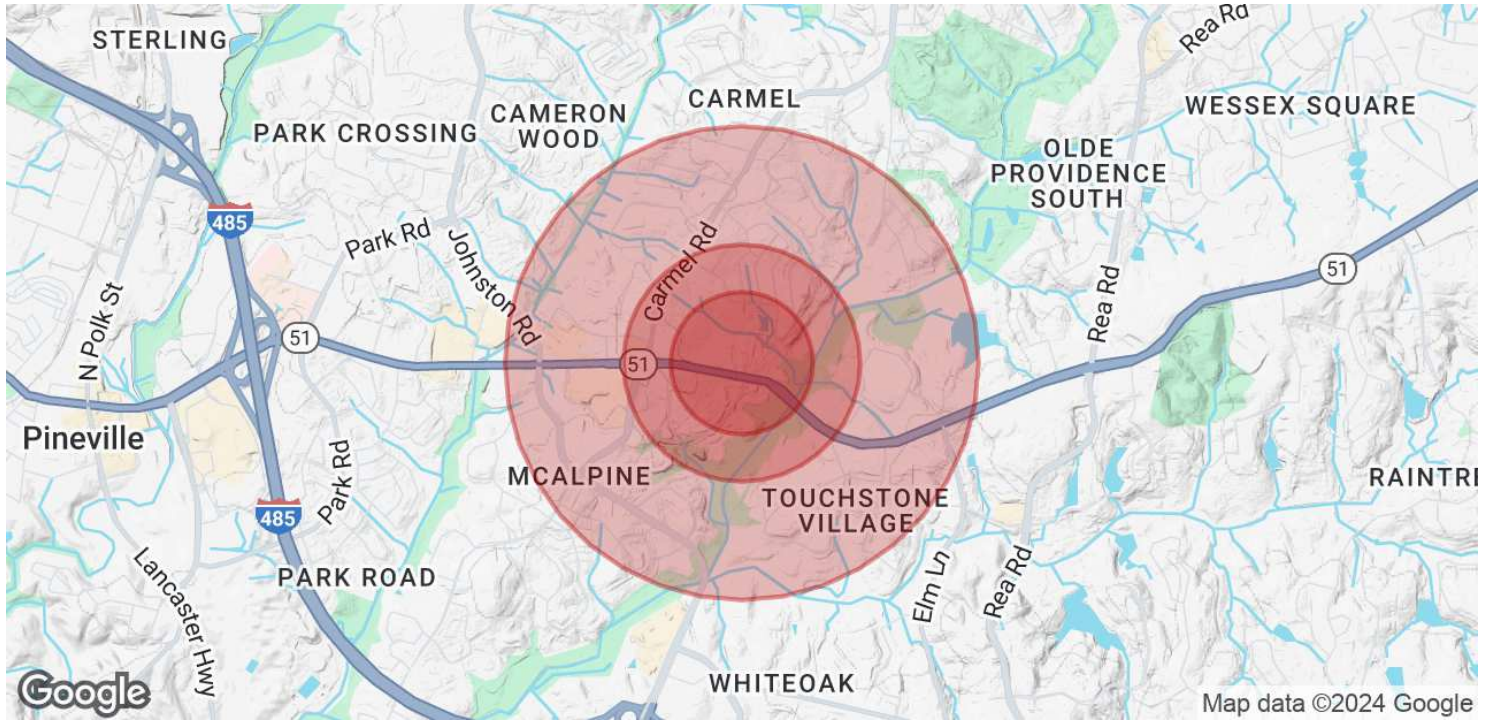 STERLING
Rea Rd
CARMEL
CAMERON
WOOD
WESSEX SQUARE
PARK CROSSING
OLDE
PROVIDENCE
SOUTH
485
Park Rd
Johnston Rd
Carmel Rd
51
N Polk St
51
51
Rea Rd
Pineville
Park Rd
MCALPINE
TOUCHSTONE
VILLAGE
RAINTRE
485
Lancaster Hwy
PARK ROAD
Elm Ln
Rea Rd
WHITEOAK
Google
Map data ©2024 Google